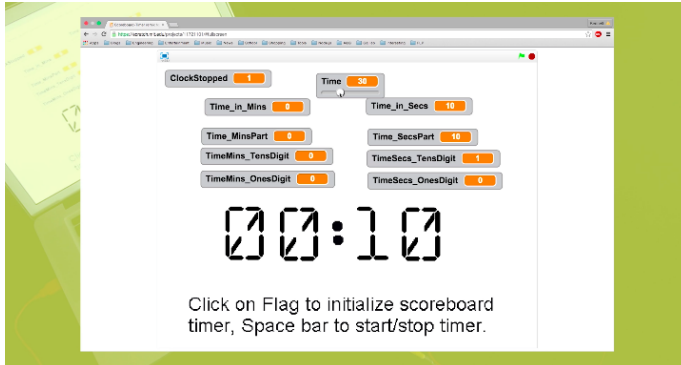 ClockStopped 1
Time 30
Time_in_Mins 0
Time_in_Secs 10
Time_MinsPart 0
Time_SecsPart 10
TimeMins_TensDigit 0
TimeSecs_TensDigit 1
TimeMins_OnesDigit 0
TimeSecs_OnesDigit 0
00:10
Click on Flag to initialize scoreboard
timer, Space bar to start/stop timer.